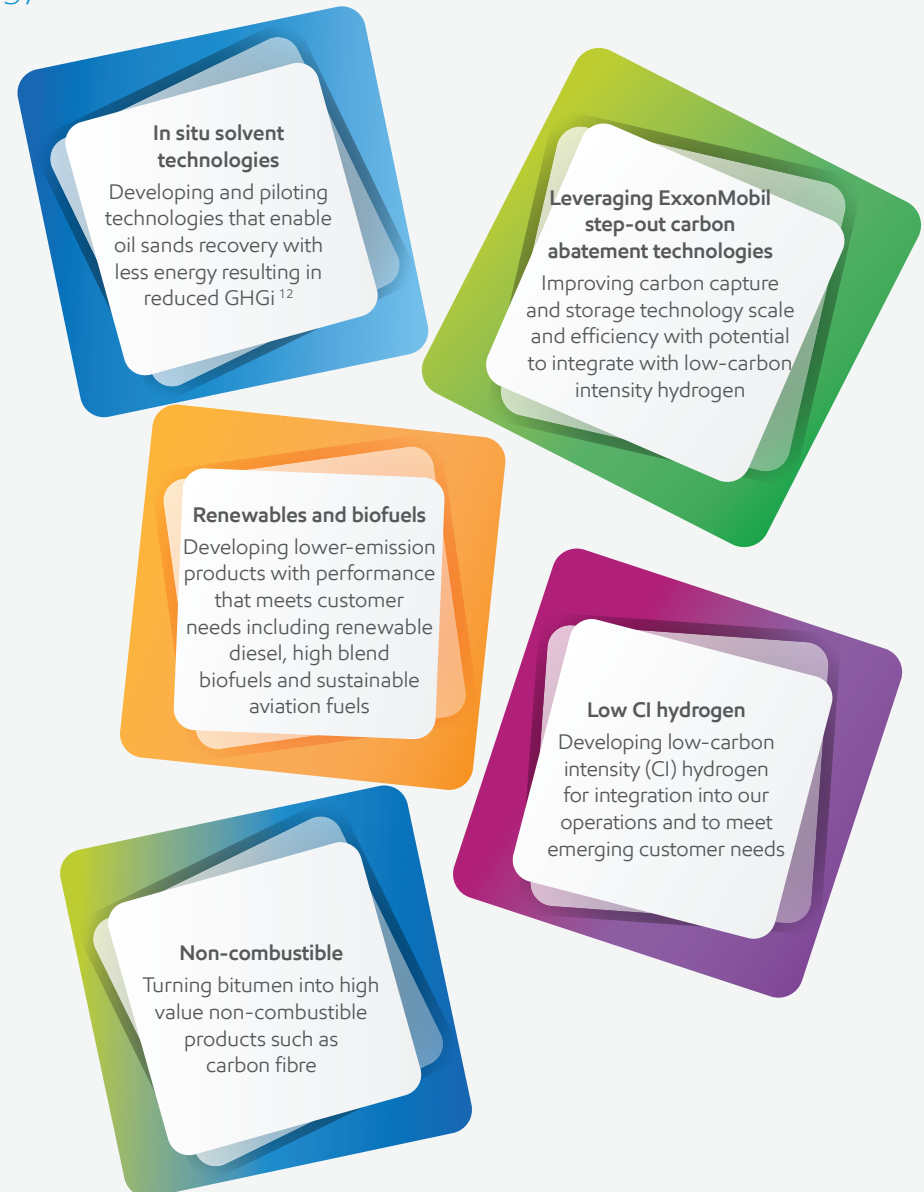 In situ solvent
technologies
Developing and piloting
technologies that enable
oil sands recovery with
less energy resulting in
reduced GHGi 12
Leveraging ExxonMobil
step-out carbon
abatement technologies
Improving carbon capture
and storage technology scale
and efficiency with potential
to integrate with low-carbon
intensity hydrogen
Renewables and biofuels
Developing lower-emission
products with performance
that meets customer
needs including renewable
diesel, high blend
biofuels and sustainable
aviation fuels
Low CI hydrogen
Developing low-carbon
intensity (CI) hydrogen
for integration into our
operations and to meet
emerging customer needs
Non-combustible
Turning bitumen into high
value non-combustible
products such as
carbon fibre